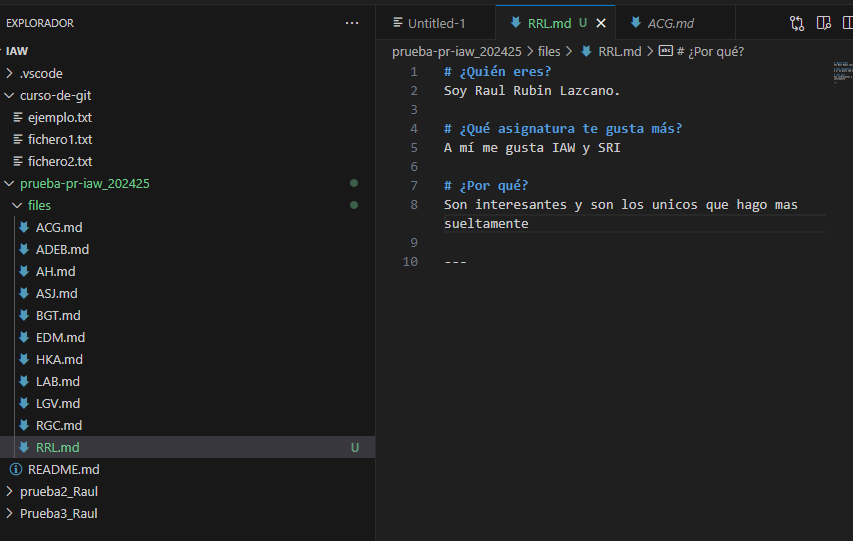 EXPLORADOR
IAW
.vscode
curso-de-git
ejemplo.txt
fichero1.txt
fichero2.txt
prueba-pr-iaw_202425
files
ACG.md
ADEB.md
AH.md
ASJ.md
BGT.md
EDM.md
HKA.md
LAB.md
LGV.md
RGC.md
RRL.md U
README.md
prueba2_Raul
Prueba3_Raul
Untitled-1 RRL.md U ACG.md
prueba-pr-iaw_202425 > files > RRL.md > abc # ¿Por qué?
1 # ¿Quién eres?
2 Soy Raul Rubin Lazcano.
3
4 # ¿Qué asignatura te gusta más?
5 A mí me gusta IAW y SRI
6
7 # ¿Por qué?
8 Son interesantes y son los unicos que hago mas
sueltamente
9
10 ---